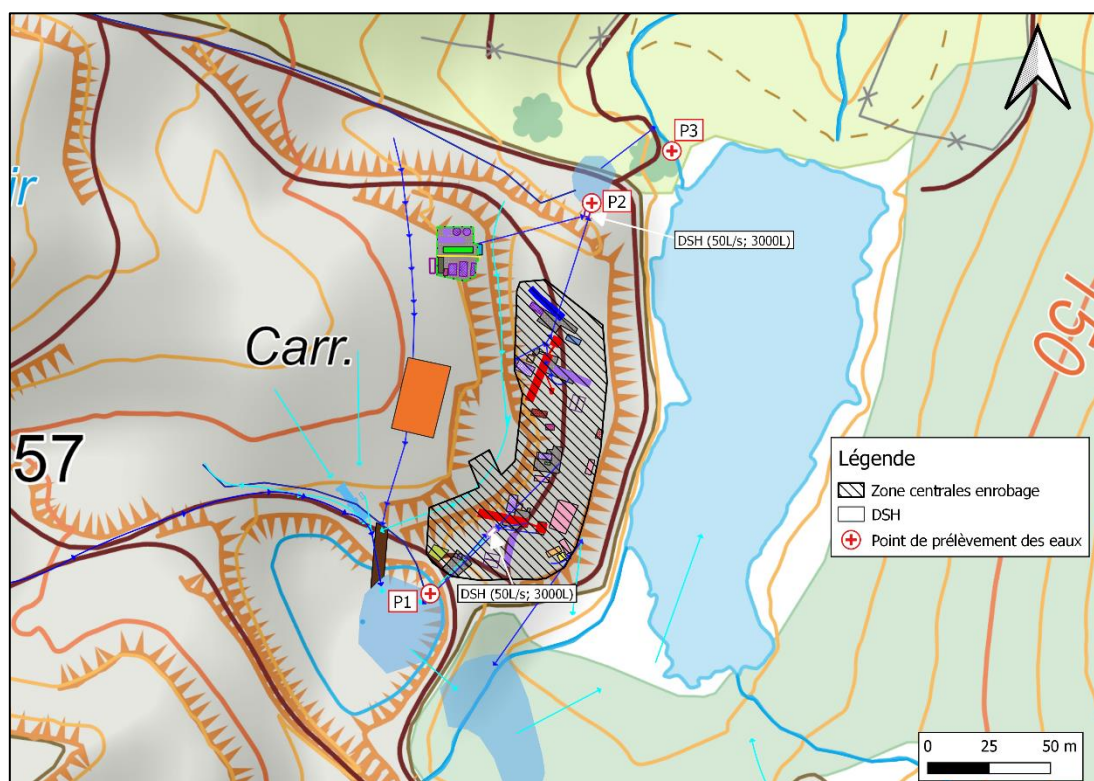 P3
P2
DSH (50L/s; 3000L)
ir
Carr.
57
150
Légende
Zone centrales enrobage
DSH
Point de prélèvement des eaux
P1
DSH (50L/s; 3000L)
0 25 50 m